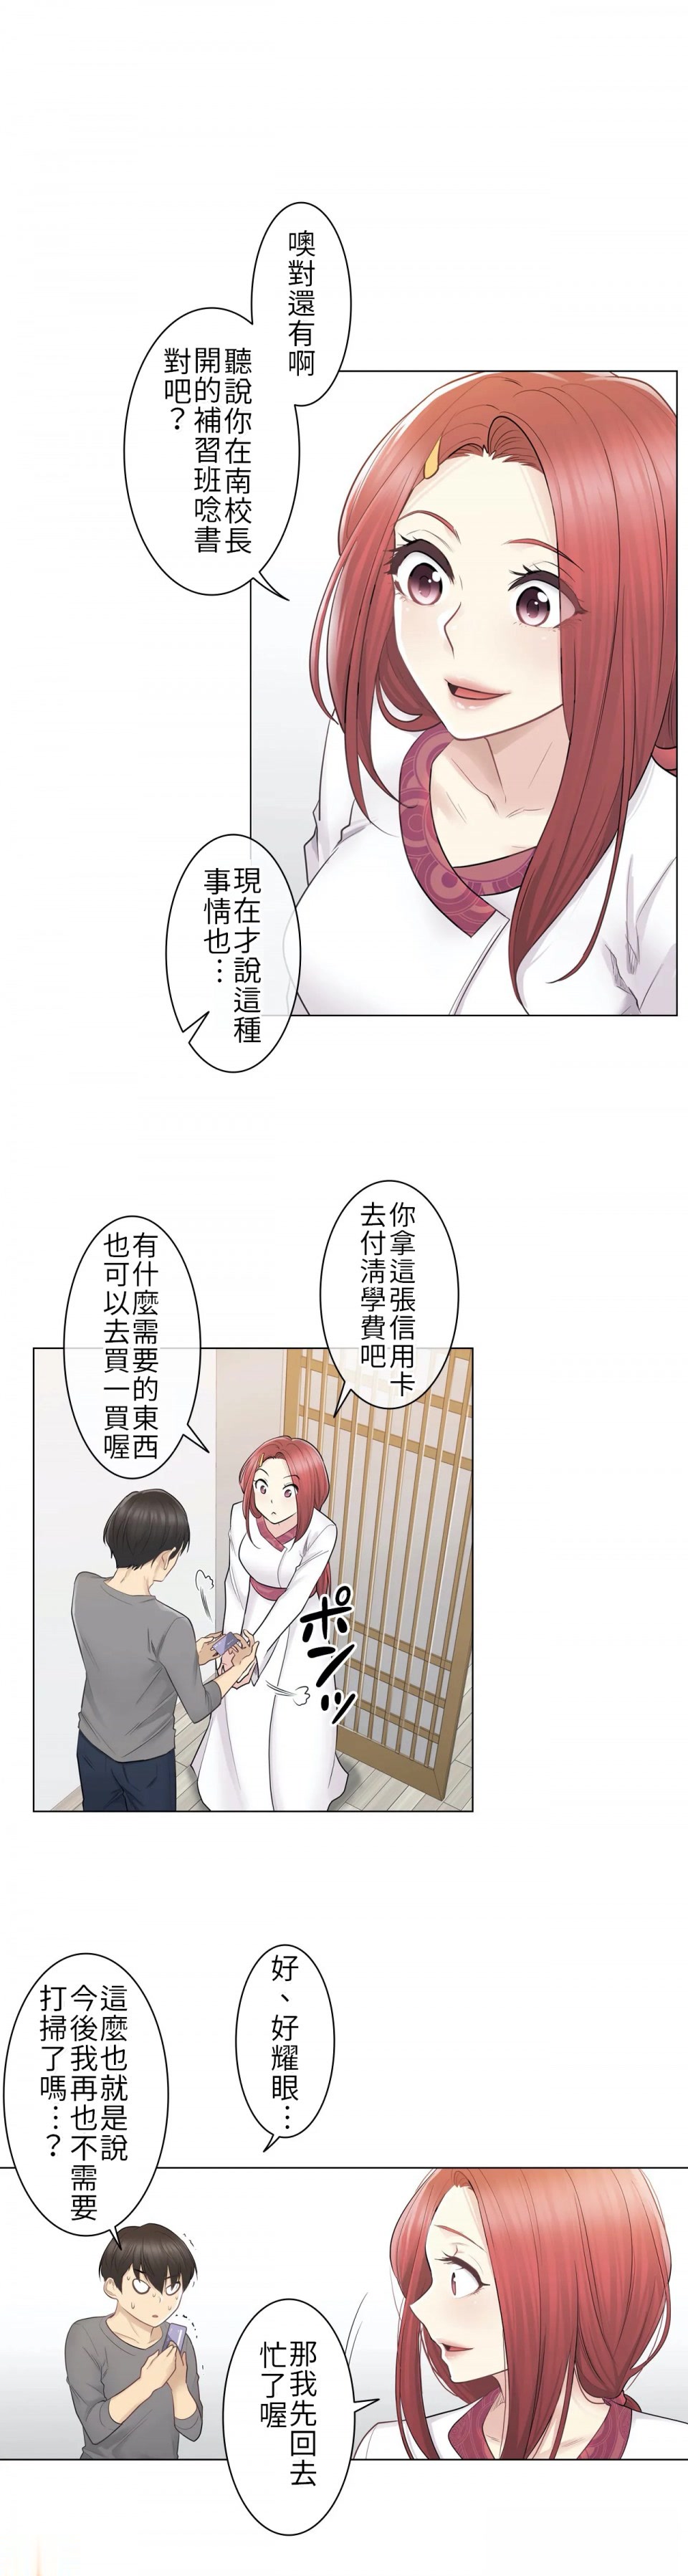 噢對還有啊
聽說你在南校長
開的補習班唸書
對吧？
現在才說這種
事情也…
你拿這張信用卡
去付清學費吧
有什麼需要的東西
也可以去買一買喔
ポンッ
好、好耀眼…
這麼也就是說
今後我再也不需要
打掃了嗎…？
那我先回去
忙了喔